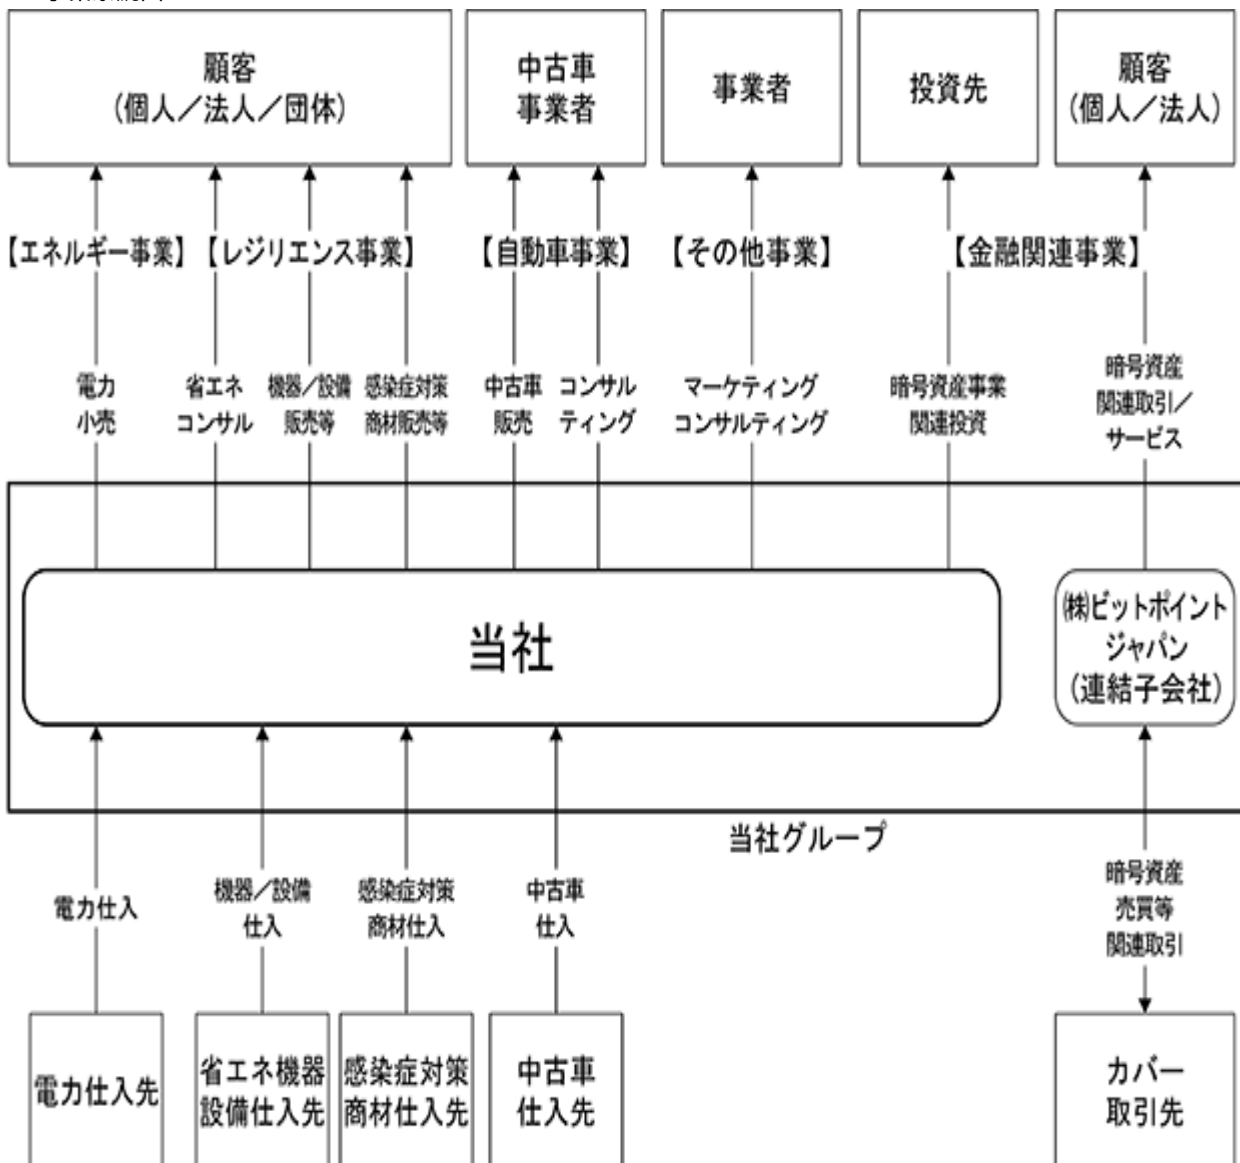 顧客
（個人／法人／団体）
中古車
事業者
事業者
投資先
顧客
（個人／法人）
【エネルギー事業】
【レジリエンス事業】
【自動車事業】
【その他事業】
【金融関連事業】
電力
小売
省エネ
コンサル
機器／設備
販売等
感染症対策
商材販売等
中古車
販売
コンサル
ティング
マーケティング
コンサルティング
暗号資産事業
関連投資
暗号資産
関連取引／
サービス
当社
㈱ビットポイント
ジャパン
（連結子会社）
当社グループ
電力仕入
機器／設備
仕入
感染症対策
商材仕入
中古車
仕入
暗号資産
売買等
関連取引
電力仕入先
省エネ機器
設備仕入先
感染症対策
商材仕入先
中古車
仕入先
カバー
取引先